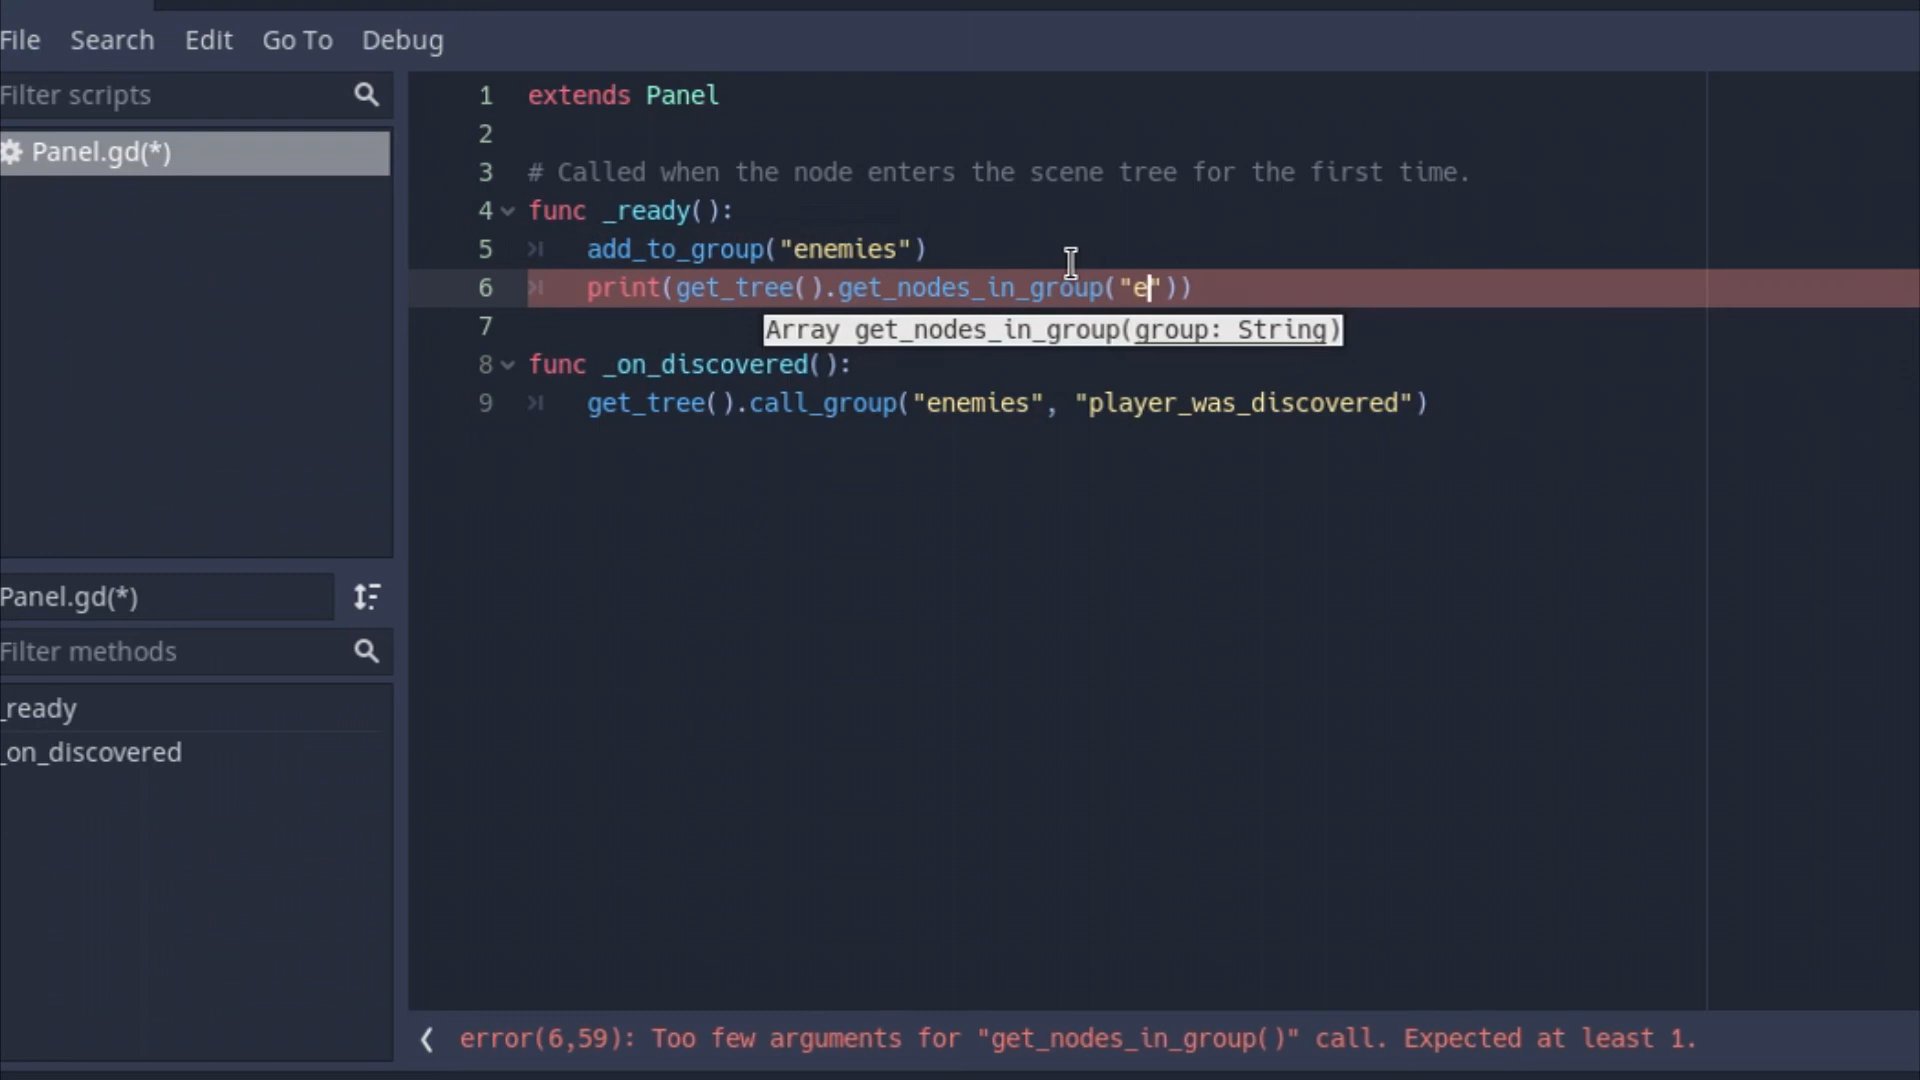 File Search Edit Go To Debug
Filter scripts
Panel.gd(*)
Panel.gd(*)
Filter methods
_ready
_on_discovered
1 extends Panel
2
3 # Called when the node enters the scene tree for the first time.
4 func _ready():
5 add_to_group("enemies")
6 print(get_tree().get_nodes_in_group("e"))
7 Array get_nodes_in_group(group: String)
8 func _on_discovered():
9 get_tree().call_group("enemies", "player_was_discovered")
error(6,59): Too few arguments for "get_nodes_in_group()" call. Expected at least 1.